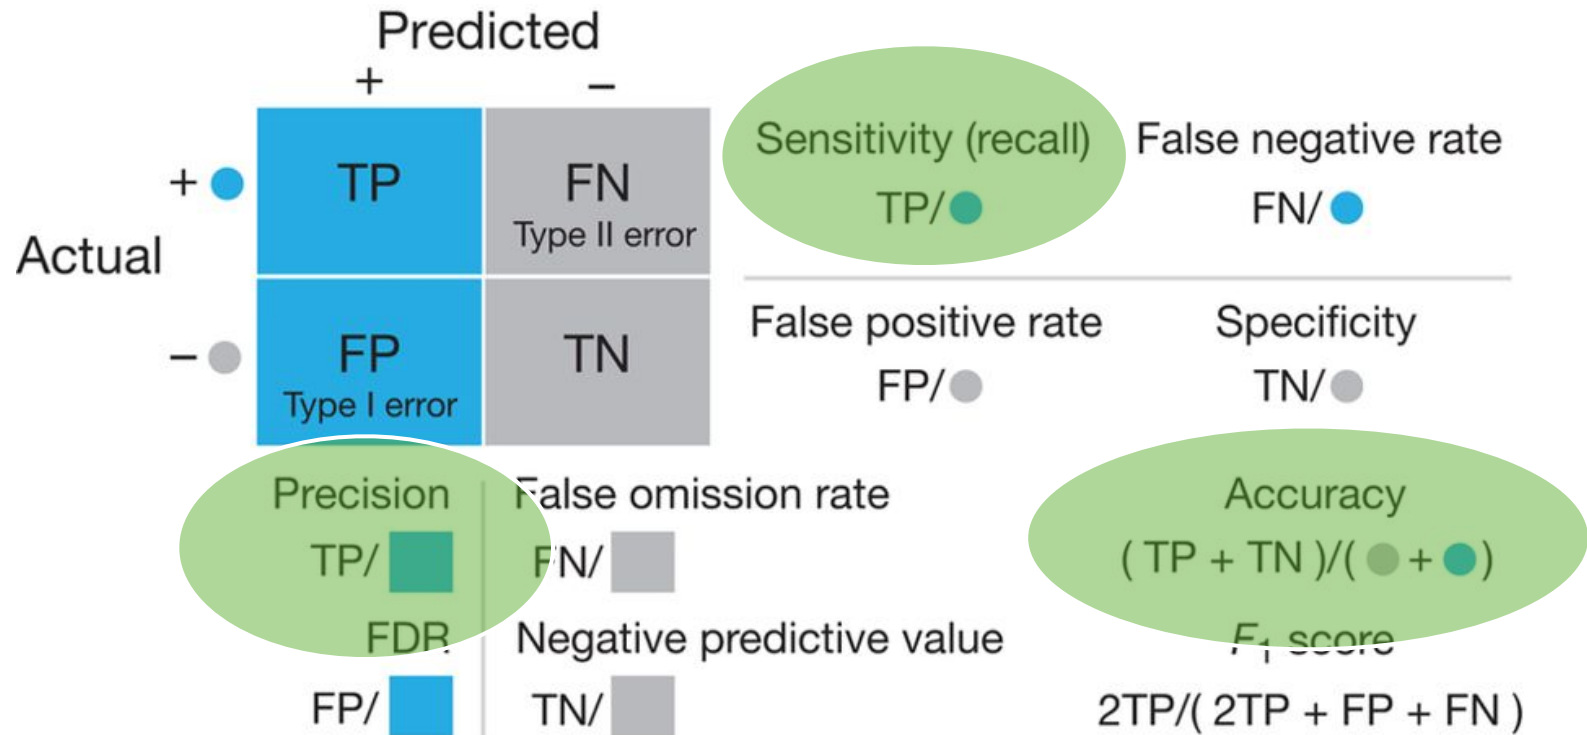 Predicted
+ −
+ TP FN
Type II error
Actual
− FP TN
Type I error
Sensitivity (recall) False negative rate
TP/ FN/
False positive rate Specificity
FP/ TN/
Precision False omission rate Accuracy
TP/ FN/ ( TP + TN )/( + )
FDR Negative predictive value F1 score
FP/ TN/ 2TP/( 2TP + FP + FN )